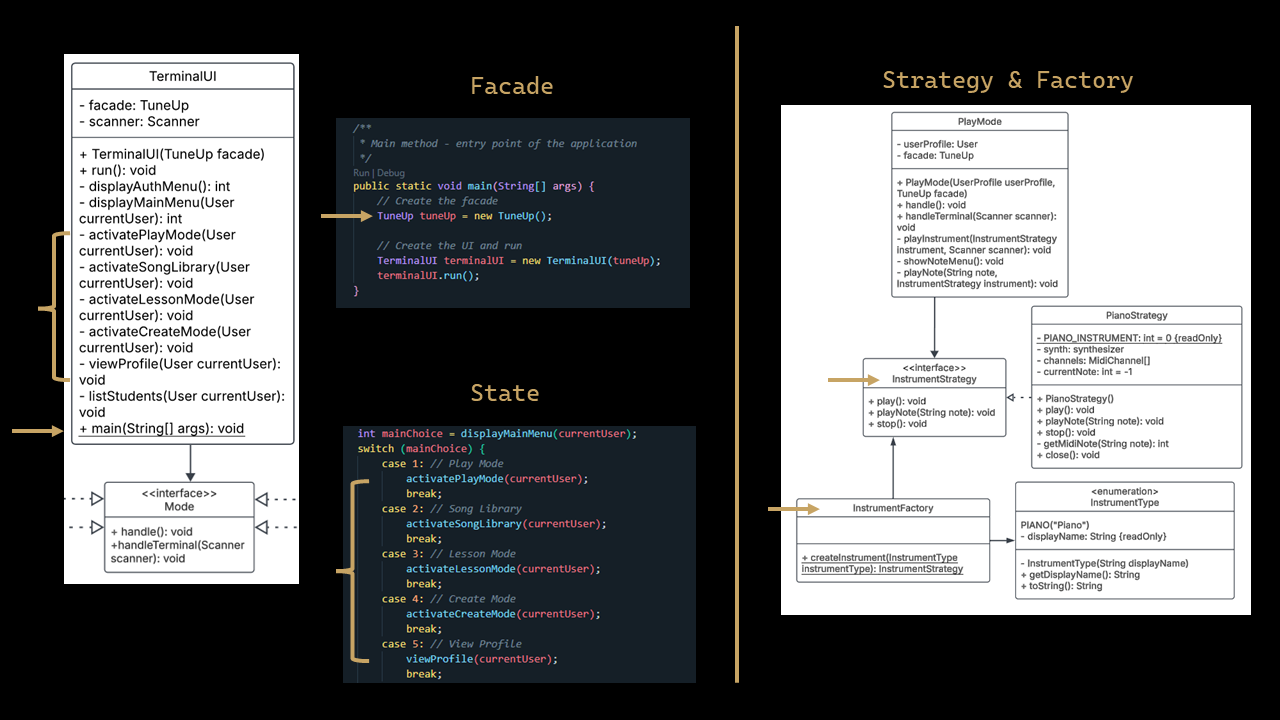 TerminalUI
- facade: TuneUp
- scanner: Scanner
+ TerminalUI(TuneUp facade)
+ run(): void
- displayAuthMenu(): int
- displayMainMenu(User
currentUser): int
- activatePlayMode(User
currentUser): void
- activateSongLibrary(User
currentUser): void
- activateLessonMode(User
currentUser): void
- activateCreateMode(User
currentUser): void
- viewProfile(User currentUser):
void
- listStudents(User currentUser):
void
+ main(String[] args): void
<<interface>>
Mode
+ handle(): void
+handleTerminal(Scanner
scanner): void
Facade
/**
* Main method - entry point of the application
*/
Run | Debug
public static void main(String[] args) {
// Create the facade
TuneUp tuneUp = new TuneUp();
// Create the UI and run
TerminalUI terminalUI = new TerminalUI(tuneUp);
terminalUI.run();
}
State
int mainChoice = displayMainMenu(currentUser);
switch (mainChoice) {
case 1: // Play Mode
activatePlayMode(currentUser);
break;
case 2: // Song Library
activateSongLibrary(currentUser);
break;
case 3: // Lesson Mode
activateLessonMode(currentUser);
break;
case 4: // Create Mode
activateCreateMode(currentUser);
break;
case 5: // View Profile
viewProfile(currentUser);
break;
Strategy & Factory
PlayMode
- userProfile: User
- facade: TuneUp
+ PlayMode(UserProfile userProfile,
TuneUp facade)
+ handle(): void
+ handleTerminal(Scanner scanner):
void
- playInstrument(InstrumentStrategy
instrument, Scanner scanner): void
- showNoteMenu(): void
- playNote(String note,
InstrumentStrategy instrument): void
<<interface>>
InstrumentStrategy
+ play(): void
+ playNote(String note): void
+ stop(): void
PianoStrategy
- PIANO_INSTRUMENT: int = 0 {readOnly}
- synth: synthesizer
- channels: MidiChannel[]
- currentNote: int = -1
+ PianoStrategy()
+ play(): void
+ playNote(String note): void
+ stop(): void
- getMidiNote(String note): int
+ close(): void
InstrumentFactory
+ createInstrument(InstrumentType
instrumentType): InstrumentStrategy
<enumeration>
InstrumentType
PIANO("Piano")
- displayName: String {readOnly}
- InstrumentType(String displayName)
+ getDisplayName(): String
+ toString(): String